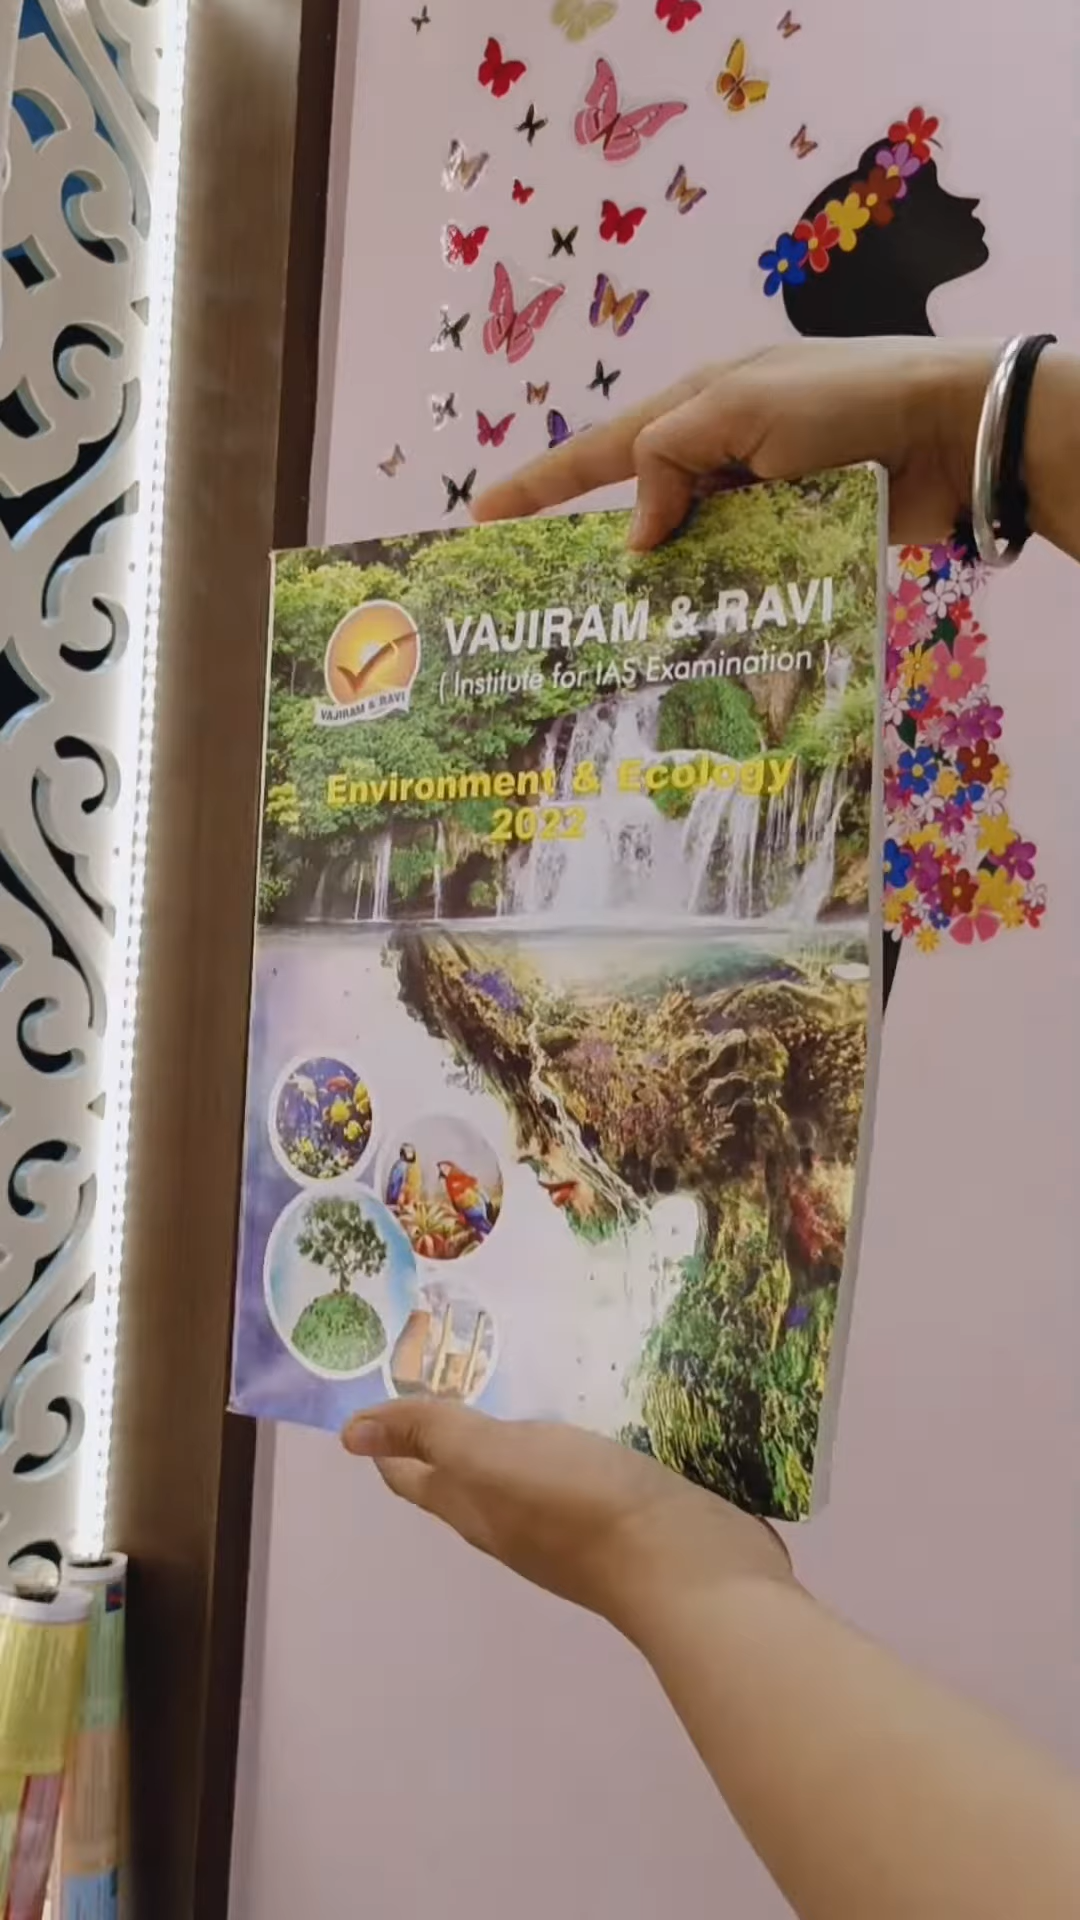 VAJIRAM & RAVI
( Institute for IAS Examination )
VAJIRAM & RAVI
Environment & Ecology
2022